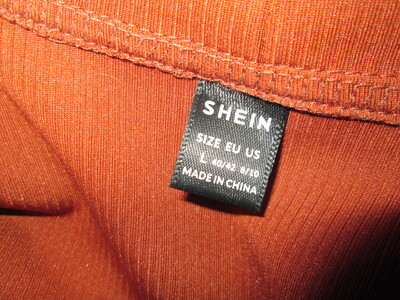 SHEIN
SIZE EU US
L 40/42 8/10
MADE IN CHINA